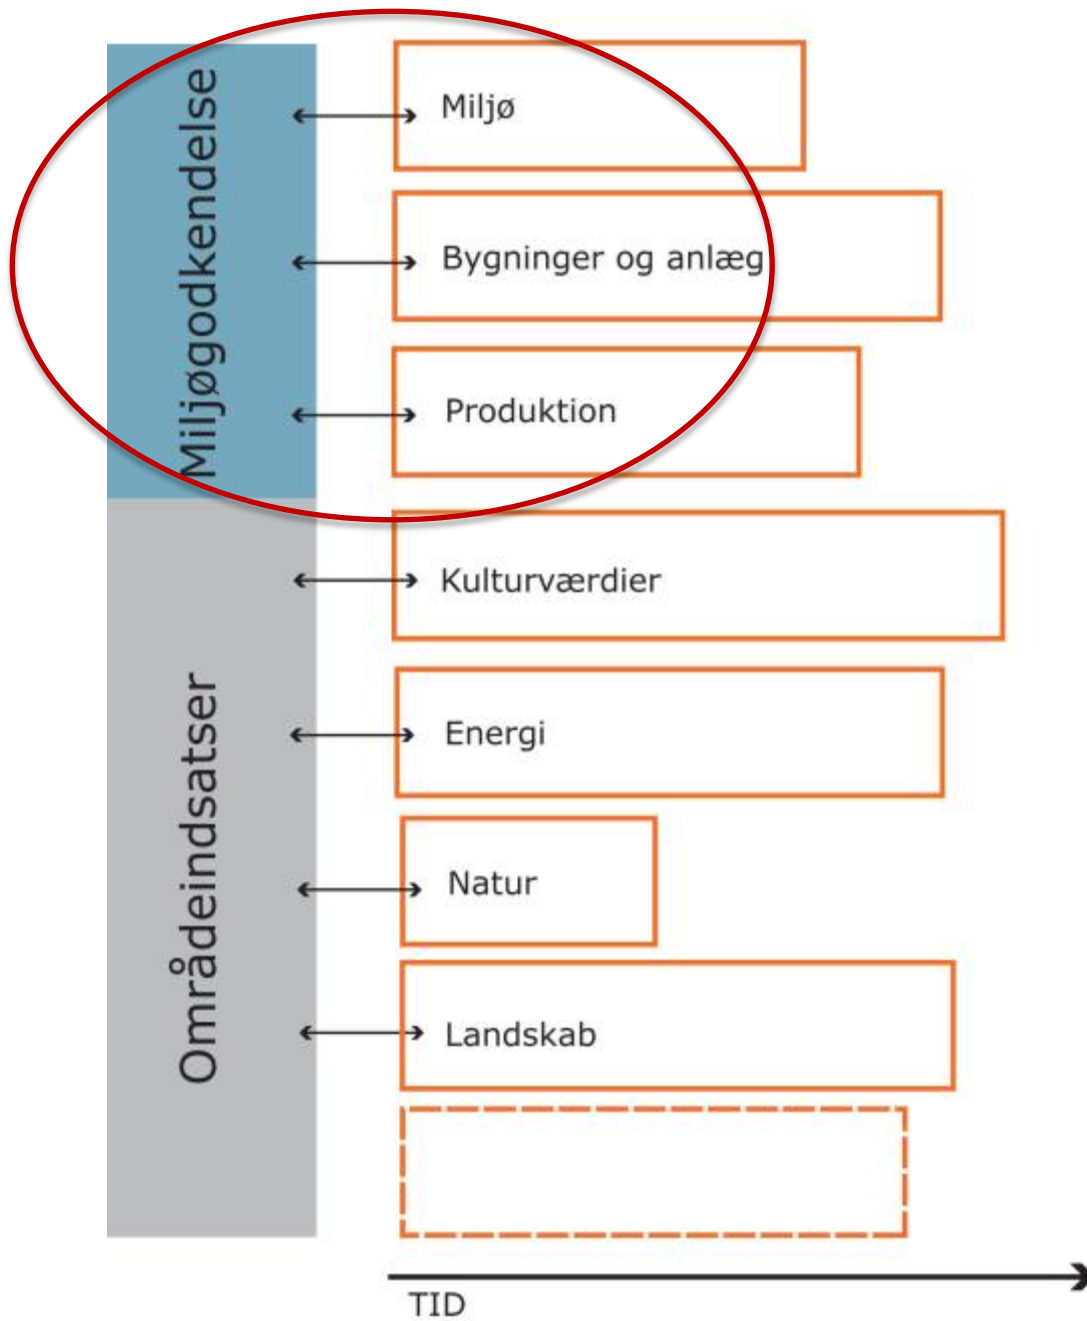 Miljøgodkendelse
Miljø
Bygninger og anlæg
Produktion
Områdeindsatser
Kulturværdier
Energi
Natur
Landskab
TID